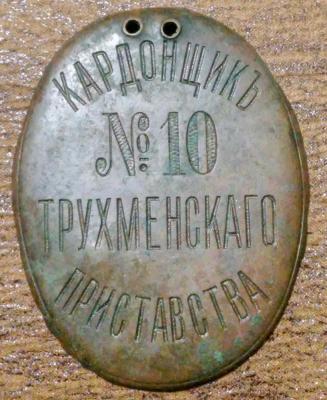 КАРДОНЩИКЪ
№ 10
ТРУХМЕНСКАГО
ПРИСТАВСТВА